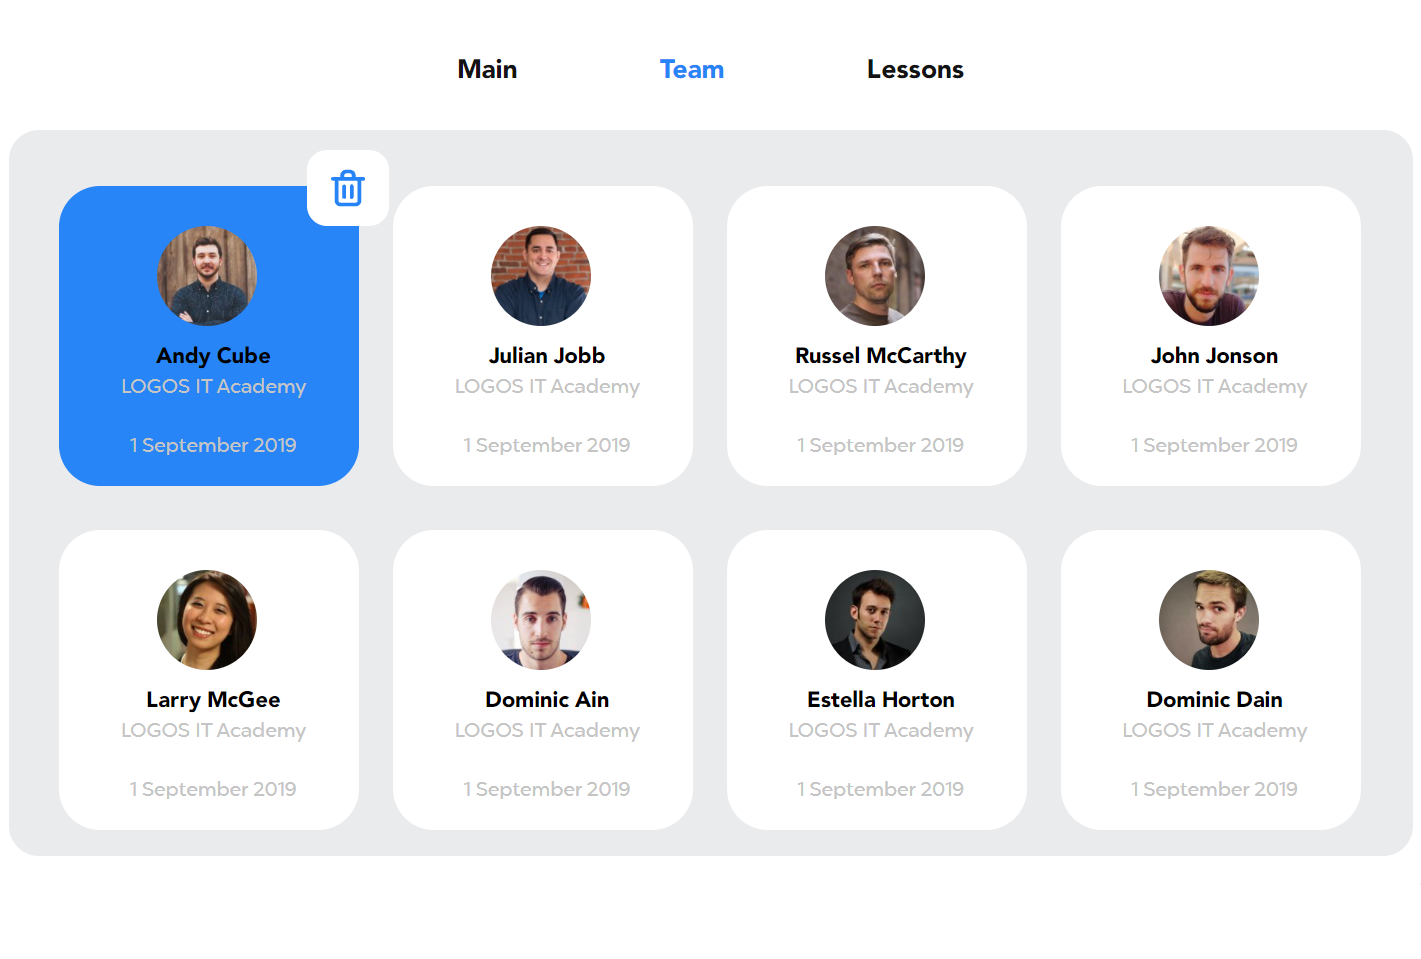 Main
Team
Lessons
Andy Cube
LOGOS IT Academy
1 September 2019
Julian Jobb
LOGOS IT Academy
1 September 2019
Russel McCarthy
LOGOS IT Academy
1 September 2019
John Jonson
LOGOS IT Academy
1 September 2019
Larry McGee
LOGOS IT Academy
1 September 2019
Dominic Ain
LOGOS IT Academy
1 September 2019
Estella Horton
LOGOS IT Academy
1 September 2019
Dominic Dain
LOGOS IT Academy
1 September 2019